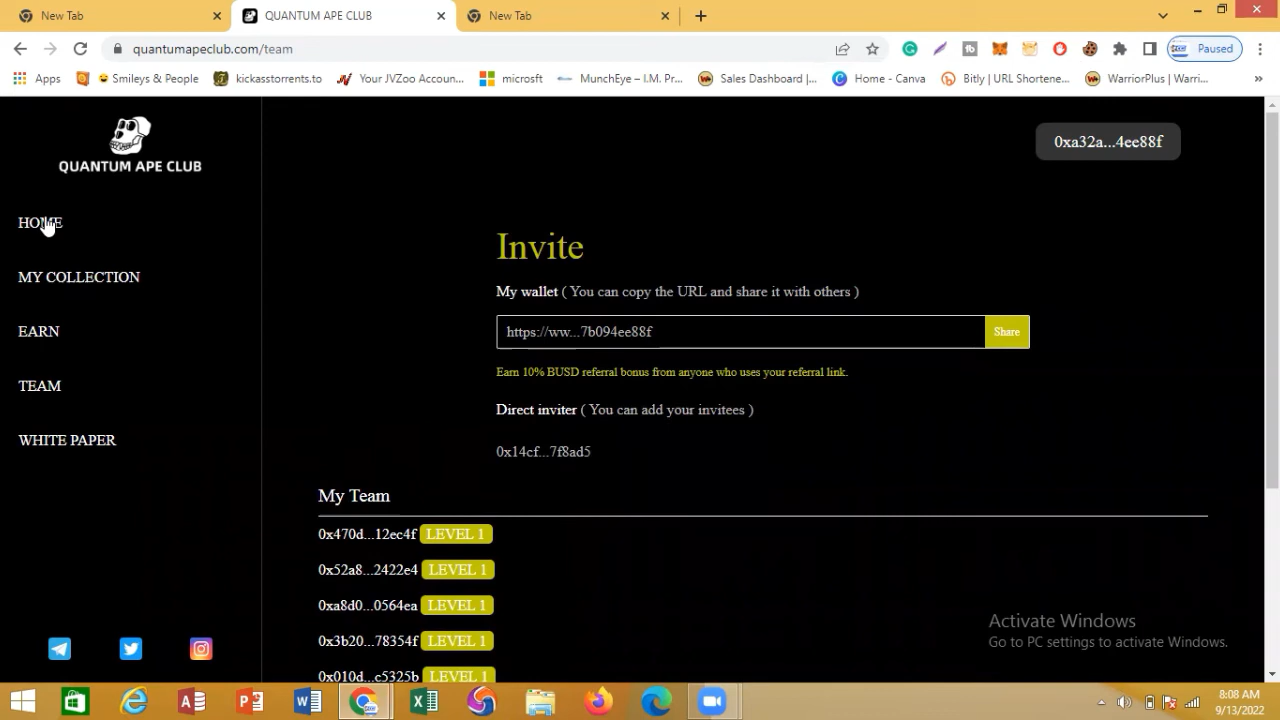 New Tab
QUANTUM APE CLUB
New Tab
quantumapeclub.com/team
Paused
Apps
Smileys & People
kickasstorrents.to
Your JVZoo Accoun...
microsft
MunchEye – I.M. Pr...
Sales Dashboard |...
Home - Canva
Bitly | URL Shortene...
WarriorPlus | Warri...
QUANTUM APE CLUB
0xa32a...4ee88f
HOME
MY COLLECTION
EARN
TEAM
WHITE PAPER
Invite
My wallet ( You can copy the URL and share it with others )
https://ww...7b094ee88f
Share
Earn 10% BUSD referral bonus from anyone who uses your referral link.
Direct inviter ( You can add your invitees )
0x14cf...7f8ad5
My Team
0x470d...12ec4f LEVEL 1
0x52a8...2422e4 LEVEL 1
0xa8d0...0564ea LEVEL 1
0x3b20...78354f LEVEL 1
0x010d...c5325b LEVEL 1
Activate Windows
Go to PC settings to activate Windows.
8:08 AM
9/13/2022